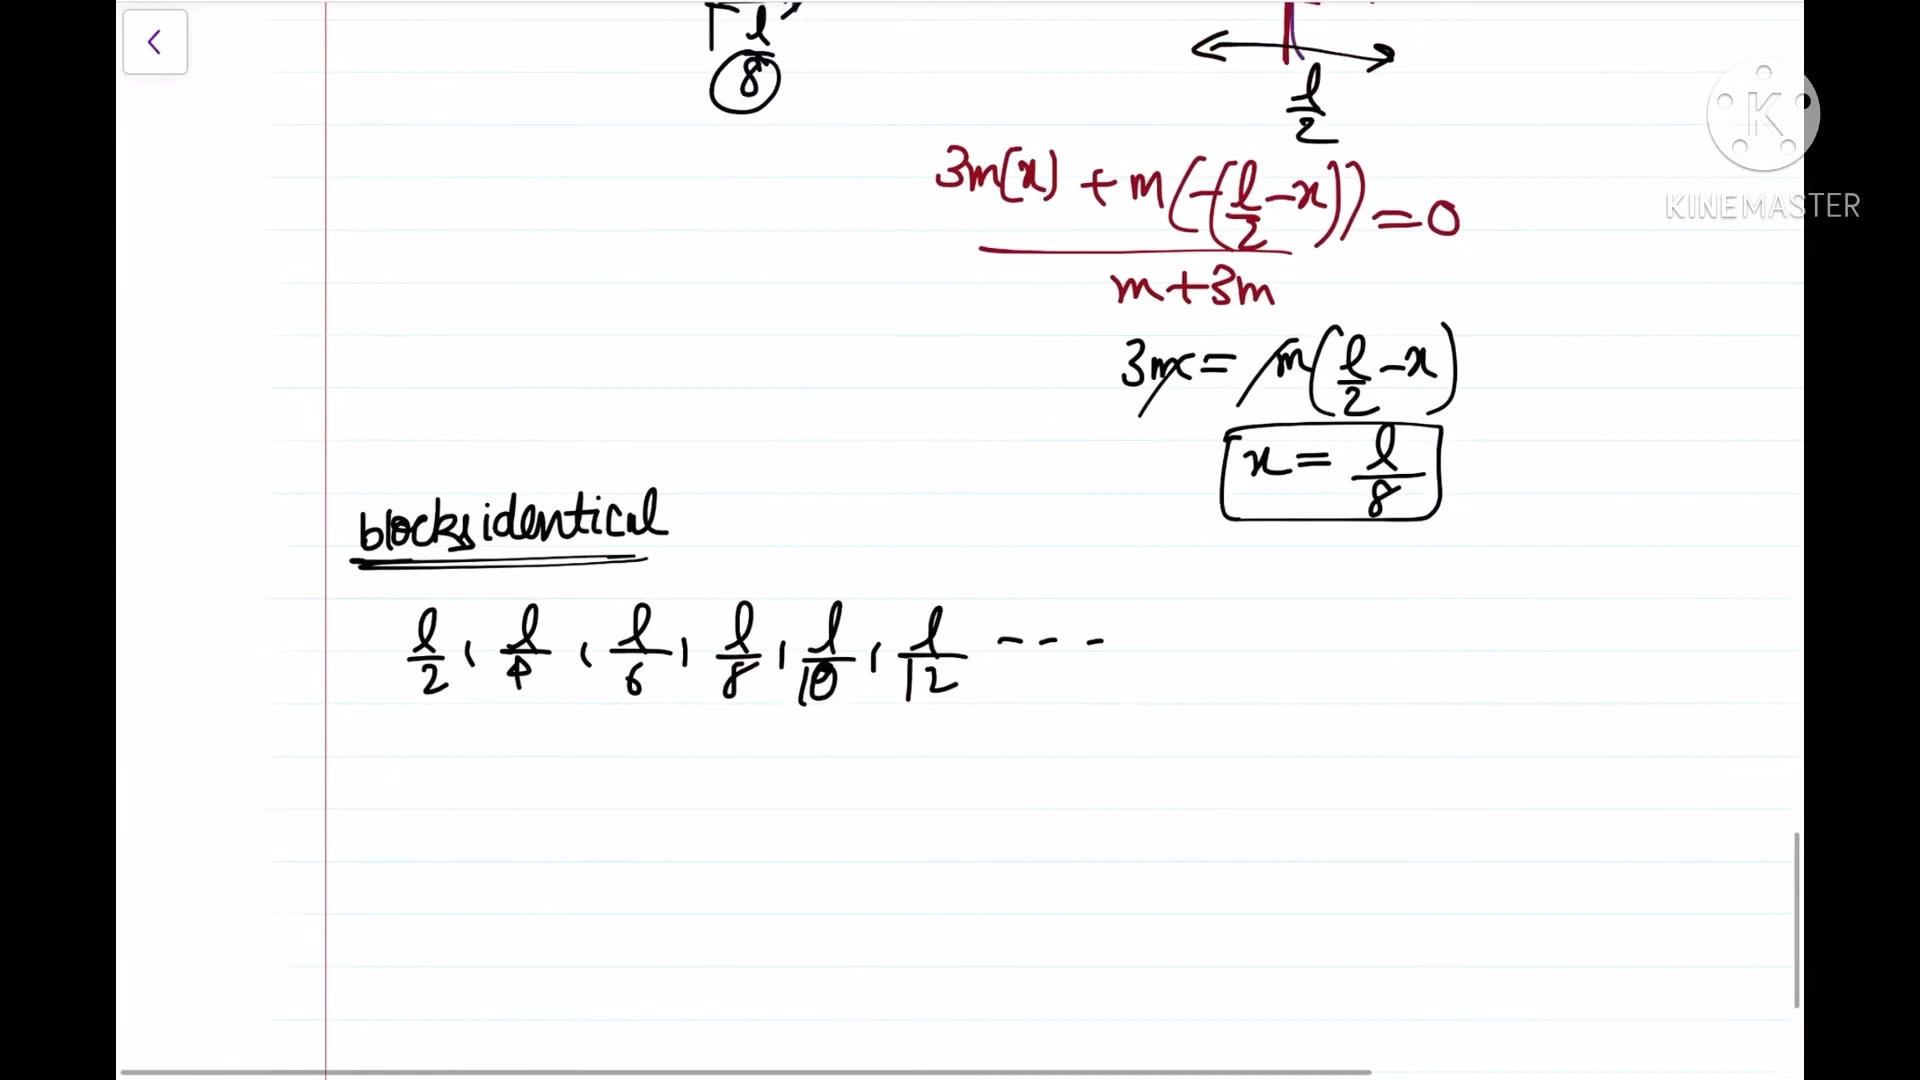 l/8
l/2
3m(x) + m(-(l/2 - x)) = 0
m+3m
3mx = m(l/2 - x)
x = l/8
blocks identical
l/2, l/4, l/6, l/8, l/10, l/12 ---
K
KINEMASTER